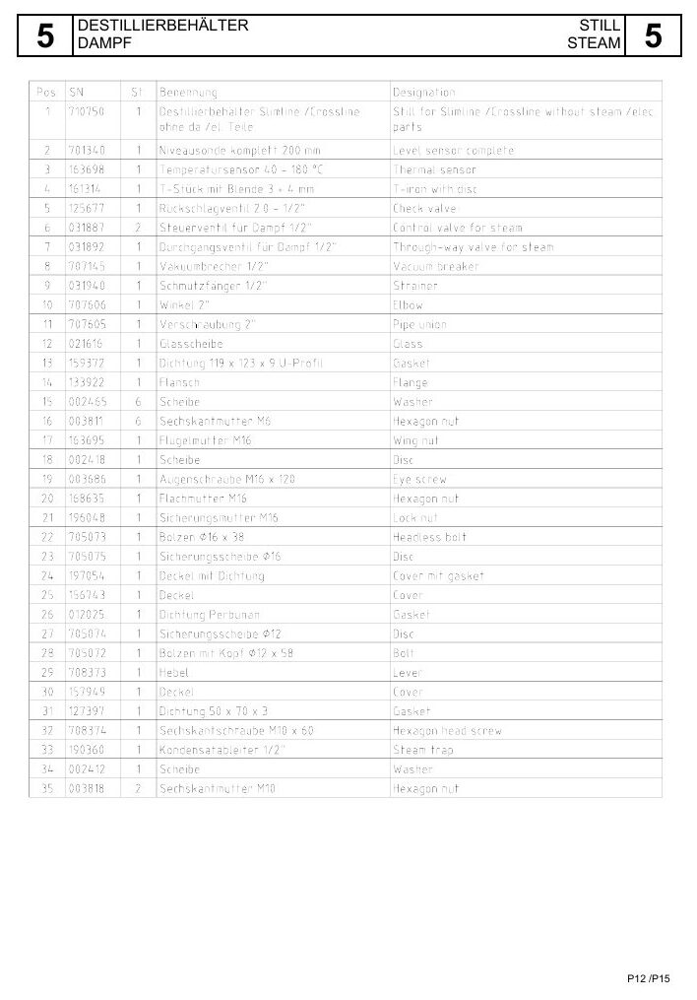 5 DESTILLIERBEHÄLTER STILL 5
DAMPF STEAM
Pos SN St Benennung Designation
1 710750 1 Destillierbehälter Slimline /Crossline Still for Slimline /Crossline without steam /elec.
ohne da /el. Teile parts
2 701340 1 Niveausonde komplett 200 mm Level sensor complete
3 163698 1 Temperatursensor 40 - 180 °C Thermal sensor
4 161314 1 T-Stück mit Blende 3 + 4 mm T-iron with disc
5 125677 1 Rückschlagventil 2.0 - 1/2" Check valve
6 031887 2 Steuerventil für Dampf 1/2" Control valve for steam
7 031892 1 Durchgangsventil für Dampf 1/2" Through-way valve for steam
8 707145 1 Vakuumbrecher 1/2" Vacuum breaker
9 031940 1 Schmutzfänger 1/2" Strainer
10 707606 1 Winkel 2" Elbow
11 707605 1 Verschraubung 2" Pipe union
12 021616 1 Glasscheibe Glass
13 159372 1 Dichtung 119 x 123 x 9 U-Profil Gasket
14 133922 1 Flansch Flange
15 002465 6 Scheibe Washer
16 003811 6 Sechskantmutter M6 Hexagon nut
17 163695 1 Flügelmutter M16 Wing nut
18 002418 1 Scheibe Disc
19 003686 1 Augenschraube M16 x 120 Eye screw
20 168635 1 Flachmutter M16 Hexagon nut
21 196048 1 Sicherungsmutter M16 Lock nut
22 705073 1 Bolzen Φ16 x 38 Headless bolt
23 705075 1 Sicherungsscheibe Φ16 Disc
24 197054 1 Deckel mit Dichtung Cover mit gasket
25 156743 1 Deckel Cover
26 012025 1 Dichtung Perbunan Gasket
27 705074 1 Sicherungsscheibe Φ12 Disc
28 705072 1 Bolzen mit Kopf Φ12 x 58 Bolt
29 708373 1 Hebel Lever
30 157949 1 Deckel Cover
31 127397 1 Dichtung 50 x 70 x 3 Gasket
32 708374 1 Sechskantschraube M10 x 60 Hexagon head screw
33 190360 1 Kondensatableiter 1/2" Steam trap
34 002412 1 Scheibe Washer
35 003818 2 Sechskantmutter M10 Hexagon nut
P12 /P15